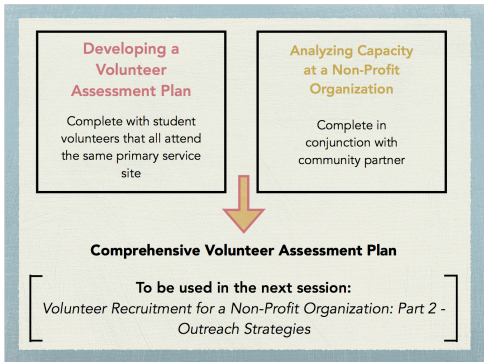 Developing a
Volunteer
Assessment Plan
Complete with student
volunteers that all attend
the same primary service
site
Analyzing Capacity
at a Non-Profit
Organization
Complete in
conjunction with
community partner
Comprehensive Volunteer Assessment Plan
To be used in the next session:
Volunteer Recruitment for a Non-Profit Organization: Part 2 -
Outreach Strategies